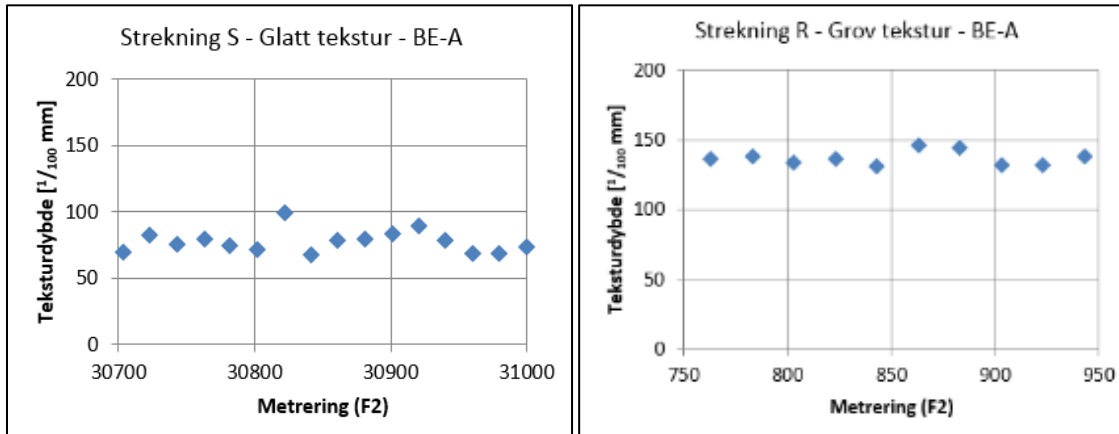 Strekning S - Glatt tekstur - BE-A
Teksturdybde [¹/₁₀₀ mm]
200
150
100
50
0
30700 30800 30900 31000
Metrering (F2)
Strekning R - Grov tekstur - BE-A
Teksturdybde [¹/₁₀₀ mm]
200
150
100
50
0
750 800 850 900 950
Metrering (F2)